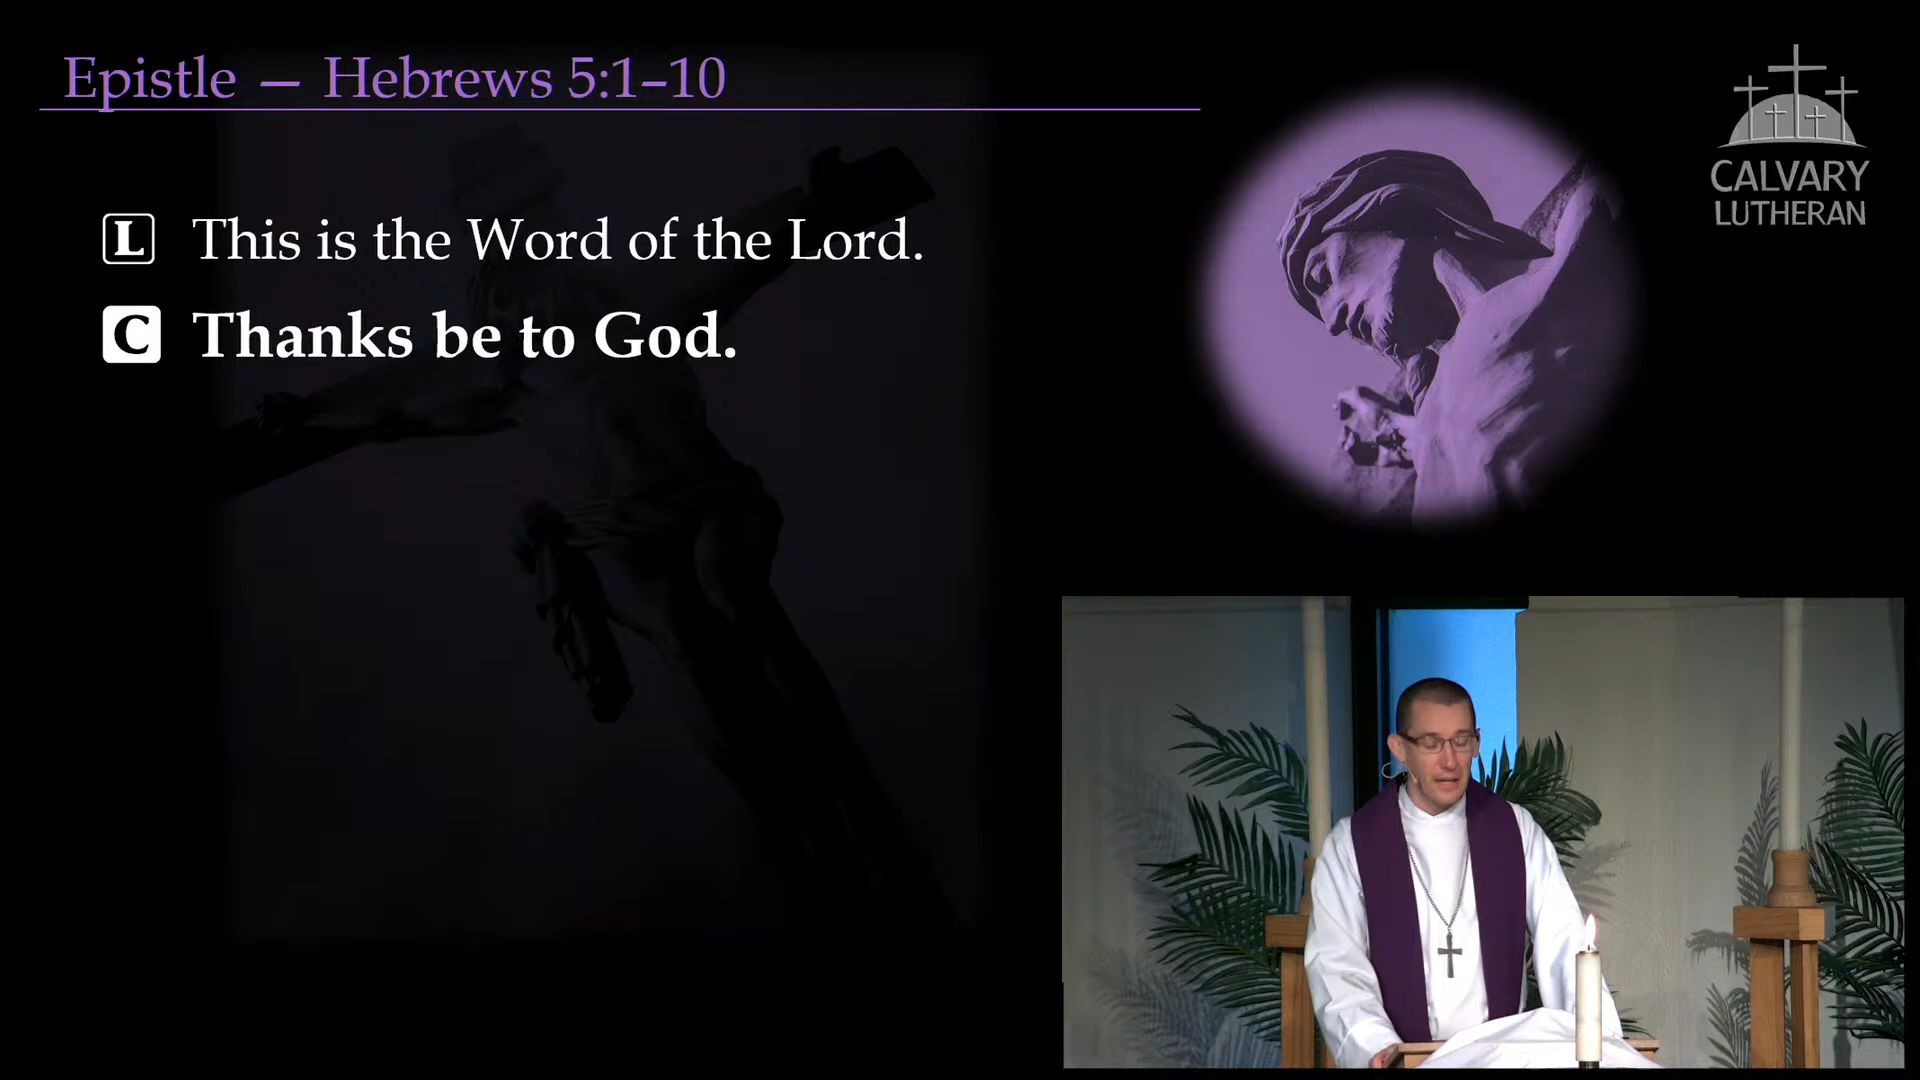 Epistle — Hebrews 5:1–10
CALVARY
LUTHERAN
L This is the Word of the Lord.
C Thanks be to God.